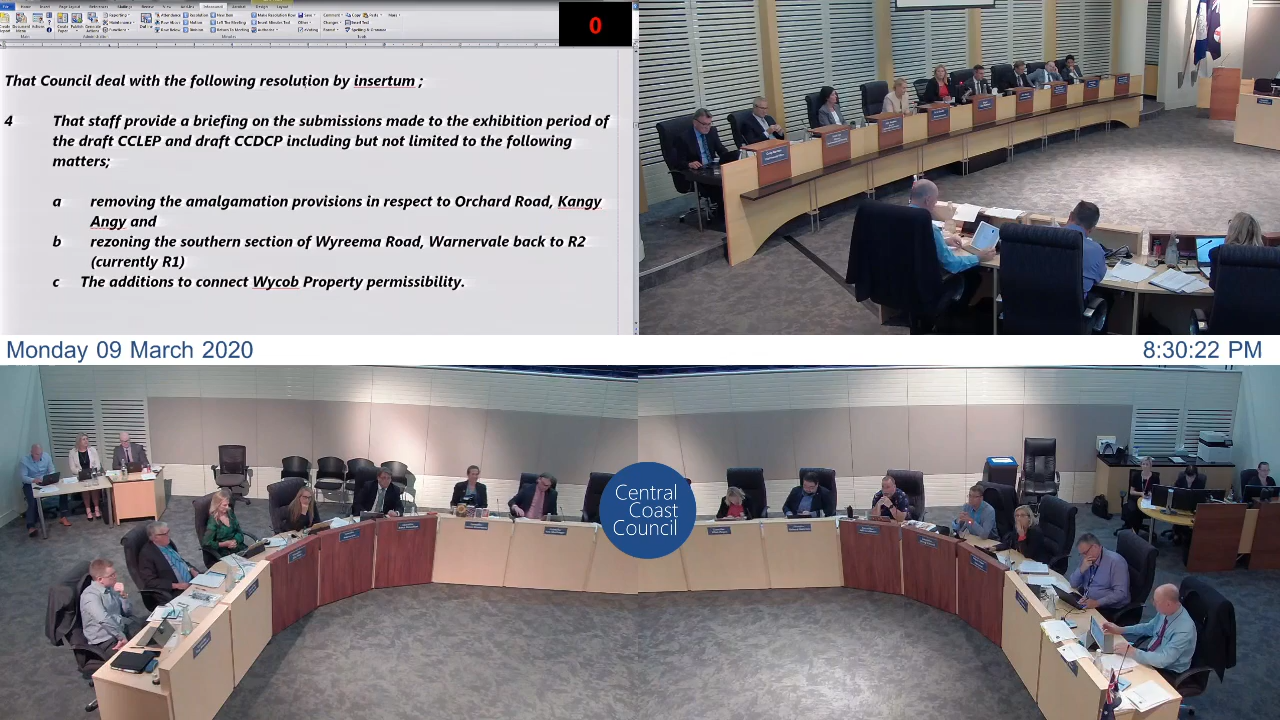 0
That Council deal with the following resolution by insertum ;
4 That staff provide a briefing on the submissions made to the exhibition period of
the draft CCLEP and draft CCDCP including but not limited to the following
matters;
a removing the amalgamation provisions in respect to Orchard Road, Kangy
Angy and
b rezoning the southern section of Wyreema Road, Warnervale back to R2
(currently R1)
c The additions to connect Wycob Property permissibility.
Monday 09 March 2020
8:30:22 PM
Central
Coast
Council